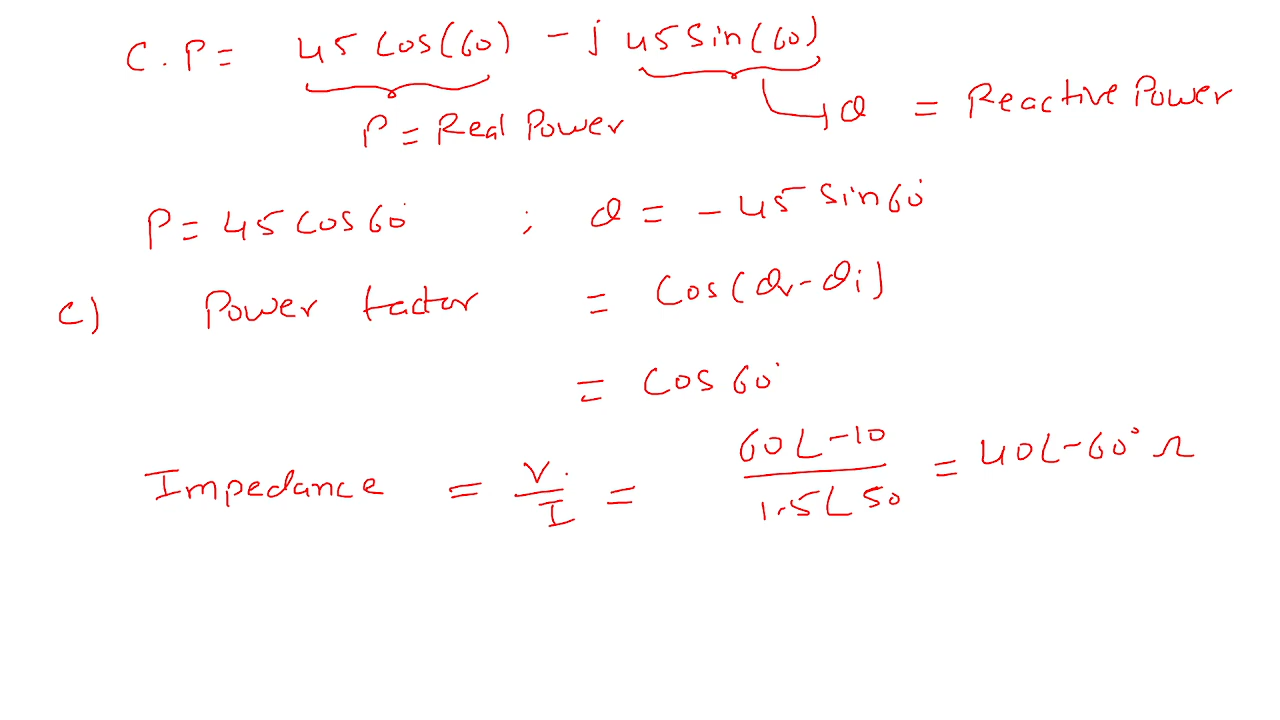 C.P = 45 Cos(60) - j 45 Sin(60)
P = Real Power
Q = Reactive Power
P = 45 Cos 60° ; Q = - 45 Sin 60°
c) Power factor = Cos(θv - θi)
= Cos 60°
Impedance = V/I = 60∠-10 / 1.5∠50 = 40∠-60° Ω